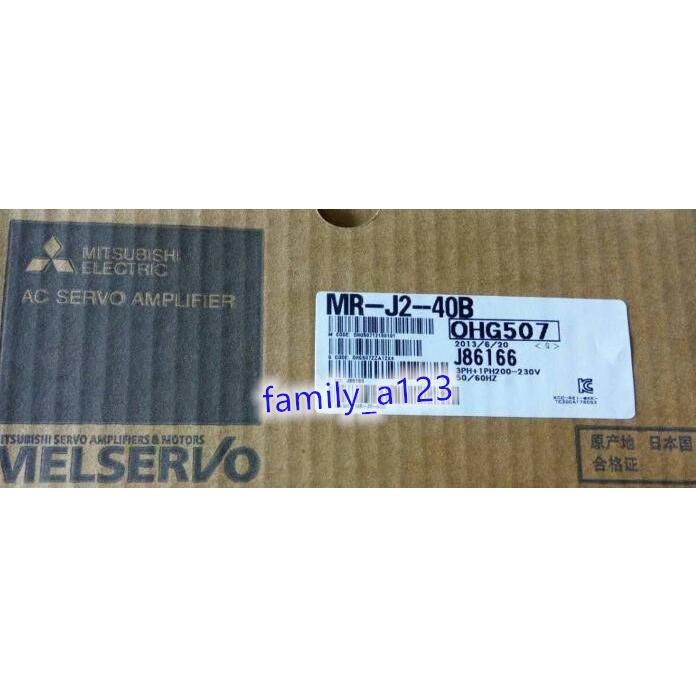 MITSUBISHI
ELECTRIC
AC SERVO AMPLIFIER
MR-J2-40B
OHG507
2013/6/20 <G>
J86166
3PH+1PH200-230V
50/60HZ
family_a123
MITSUBISHI SERVO AMPLIFIERS & MOTORS
MELSERVO
原产地 日本国
合格证